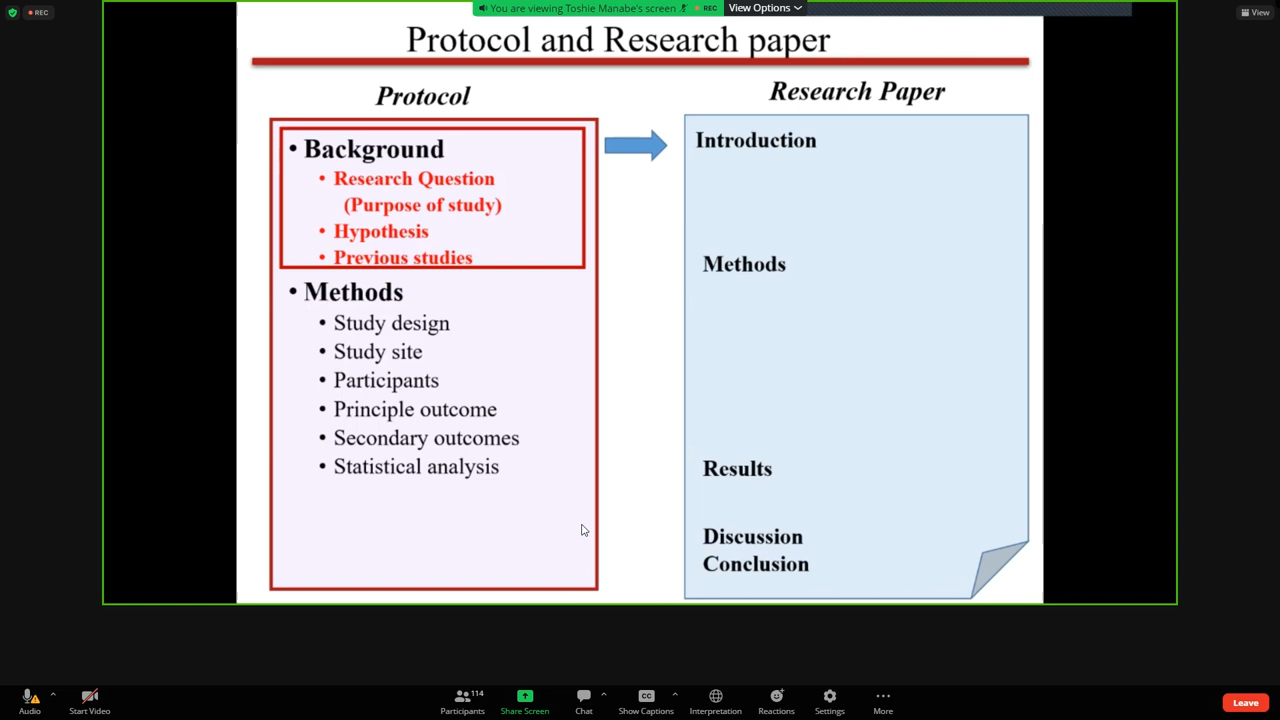 REC
You are viewing Toshie Manabe's screen
REC
View Options
View
Protocol and Research paper
Protocol
• Background
• Research Question
(Purpose of study)
• Hypothesis
• Previous studies
• Methods
• Study design
• Study site
• Participants
• Principle outcome
• Secondary outcomes
• Statistical analysis
Research Paper
Introduction
Methods
Results
Discussion
Conclusion
Audio
Start Video
114
Participants
Share Screen
Chat
CC
Show Captions
Interpretation
Reactions
Settings
More
Leave